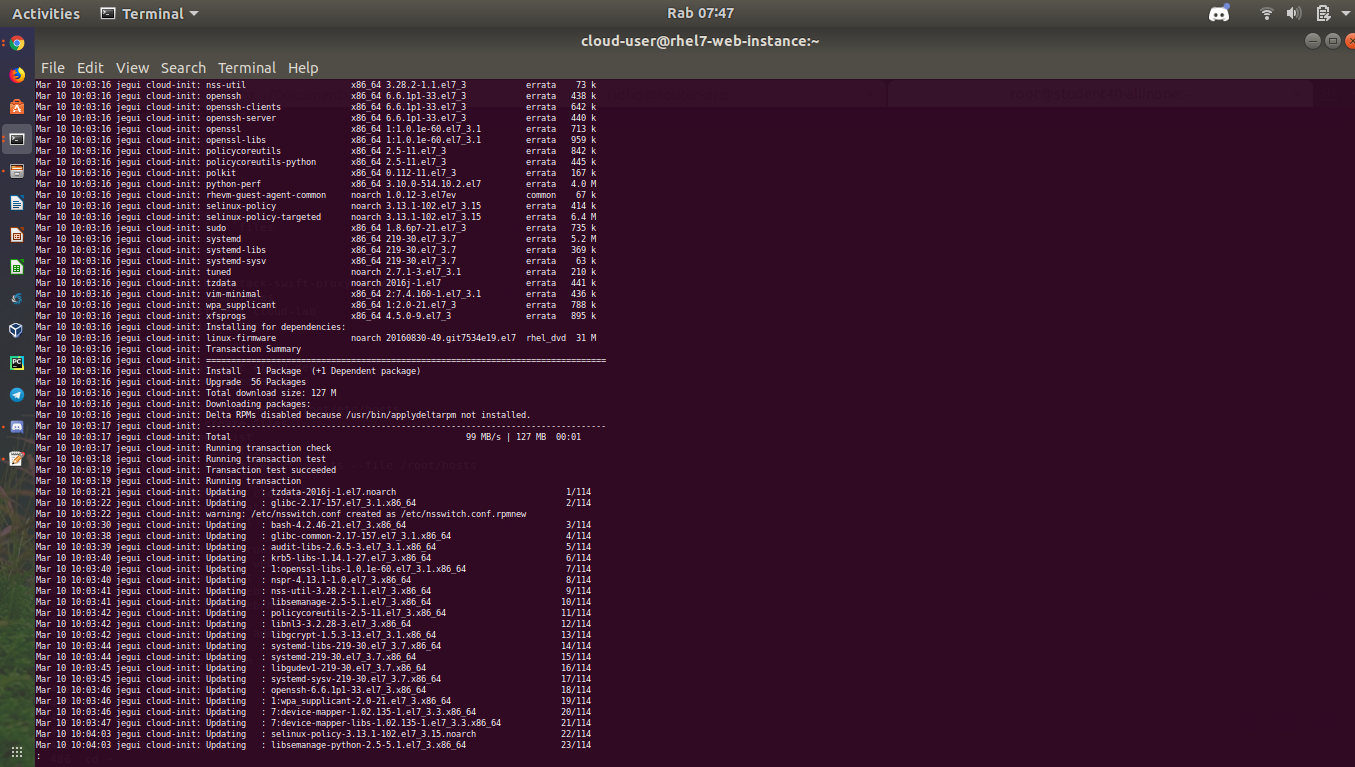 Activities Terminal Rab 07:47
cloud-user@rhel7-web-instance:~
File Edit View Search Terminal Help
Mar 10 10:03:16 jegui cloud-init: nss-util x86_64 3.28.2-1.1.el7_3 errata 73 k
Mar 10 10:03:16 jegui cloud-init: openssh x86_64 6.6.1p1-33.el7_3 errata 438 k
Mar 10 10:03:16 jegui cloud-init: openssh-clients x86_64 6.6.1p1-33.el7_3 errata 642 k
Mar 10 10:03:16 jegui cloud-init: openssh-server x86_64 6.6.1p1-33.el7_3 errata 440 k
Mar 10 10:03:16 jegui cloud-init: openssl x86_64 1:1.0.1e-60.el7_3.1 errata 713 k
Mar 10 10:03:16 jegui cloud-init: openssl-libs x86_64 1:1.0.1e-60.el7_3.1 errata 959 k
Mar 10 10:03:16 jegui cloud-init: policycoreutils x86_64 2.5-11.el7_3 errata 842 k
Mar 10 10:03:16 jegui cloud-init: policycoreutils-python x86_64 2.5-11.el7_3 errata 445 k
Mar 10 10:03:16 jegui cloud-init: polkit x86_64 0.112-11.el7_3 errata 167 k
Mar 10 10:03:16 jegui cloud-init: python-perf x86_64 3.10.0-514.10.2.el7 errata 4.0 M
Mar 10 10:03:16 jegui cloud-init: rhevm-guest-agent-common noarch 1.0.12-3.el7ev common 67 k
Mar 10 10:03:16 jegui cloud-init: selinux-policy noarch 3.13.1-102.el7_3.15 errata 414 k
Mar 10 10:03:16 jegui cloud-init: selinux-policy-targeted noarch 3.13.1-102.el7_3.15 errata 6.4 M
Mar 10 10:03:16 jegui cloud-init: sudo x86_64 1.8.6p7-21.el7_3 errata 735 k
Mar 10 10:03:16 jegui cloud-init: systemd x86_64 219-30.el7_3.7 errata 5.2 M
Mar 10 10:03:16 jegui cloud-init: systemd-libs x86_64 219-30.el7_3.7 errata 369 k
Mar 10 10:03:16 jegui cloud-init: systemd-sysv x86_64 219-30.el7_3.7 errata 63 k
Mar 10 10:03:16 jegui cloud-init: tuned noarch 2.7.1-3.el7_3.1 errata 210 k
Mar 10 10:03:16 jegui cloud-init: tzdata noarch 2016j-1.el7 errata 441 k
Mar 10 10:03:16 jegui cloud-init: vim-minimal x86_64 2:7.4.160-1.el7_3.1 errata 436 k
Mar 10 10:03:16 jegui cloud-init: wpa_supplicant x86_64 1:2.0-21.el7_3 errata 788 k
Mar 10 10:03:16 jegui cloud-init: xfsprogs x86_64 4.5.0-9.el7_3 errata 895 k
Mar 10 10:03:16 jegui cloud-init: Installing for dependencies:
Mar 10 10:03:16 jegui cloud-init: linux-firmware noarch 20160830-49.git7534e19.el7 rhel_dvd 31 M
Mar 10 10:03:16 jegui cloud-init: Transaction Summary
Mar 10 10:03:16 jegui cloud-init: ================================================================================
Mar 10 10:03:16 jegui cloud-init: Install 1 Package (+1 Dependent package)
Mar 10 10:03:16 jegui cloud-init: Upgrade 56 Packages
Mar 10 10:03:16 jegui cloud-init: Total download size: 127 M
Mar 10 10:03:16 jegui cloud-init: Downloading packages:
Mar 10 10:03:16 jegui cloud-init: Delta RPMs disabled because /usr/bin/applydeltarpm not installed.
Mar 10 10:03:17 jegui cloud-init: --------------------------------------------------------------------------------
Mar 10 10:03:17 jegui cloud-init: Total 99 MB/s | 127 MB 00:01
Mar 10 10:03:17 jegui cloud-init: Running transaction check
Mar 10 10:03:18 jegui cloud-init: Running transaction test
Mar 10 10:03:19 jegui cloud-init: Transaction test succeeded
Mar 10 10:03:19 jegui cloud-init: Running transaction
Mar 10 10:03:21 jegui cloud-init: Updating : tzdata-2016j-1.el7.noarch 1/114
Mar 10 10:03:22 jegui cloud-init: Updating : glibc-2.17-157.el7_3.1.x86_64 2/114
Mar 10 10:03:22 jegui cloud-init: warning: /etc/nsswitch.conf created as /etc/nsswitch.conf.rpmnew
Mar 10 10:03:30 jegui cloud-init: Updating : bash-4.2.46-21.el7_3.x86_64 3/114
Mar 10 10:03:38 jegui cloud-init: Updating : glibc-common-2.17-157.el7_3.1.x86_64 4/114
Mar 10 10:03:39 jegui cloud-init: Updating : audit-libs-2.6.5-3.el7_3.1.x86_64 5/114
Mar 10 10:03:40 jegui cloud-init: Updating : krb5-libs-1.14.1-27.el7_3.x86_64 6/114
Mar 10 10:03:40 jegui cloud-init: Updating : 1:openssl-libs-1.0.1e-60.el7_3.1.x86_64 7/114
Mar 10 10:03:40 jegui cloud-init: Updating : nspr-4.13.1-1.0.el7_3.x86_64 8/114
Mar 10 10:03:41 jegui cloud-init: Updating : nss-util-3.28.2-1.1.el7_3.x86_64 9/114
Mar 10 10:03:41 jegui cloud-init: Updating : libsemanage-2.5-5.1.el7_3.x86_64 10/114
Mar 10 10:03:42 jegui cloud-init: Updating : policycoreutils-2.5-11.el7_3.x86_64 11/114
Mar 10 10:03:42 jegui cloud-init: Updating : libnl3-3.2.28-3.el7_3.x86_64 12/114
Mar 10 10:03:42 jegui cloud-init: Updating : libgcrypt-1.5.3-13.el7_3.1.x86_64 13/114
Mar 10 10:03:44 jegui cloud-init: Updating : systemd-libs-219-30.el7_3.7.x86_64 14/114
Mar 10 10:03:44 jegui cloud-init: Updating : systemd-219-30.el7_3.7.x86_64 15/114
Mar 10 10:03:45 jegui cloud-init: Updating : libgudev1-219-30.el7_3.7.x86_64 16/114
Mar 10 10:03:45 jegui cloud-init: Updating : systemd-sysv-219-30.el7_3.7.x86_64 17/114
Mar 10 10:03:46 jegui cloud-init: Updating : openssh-6.6.1p1-33.el7_3.x86_64 18/114
Mar 10 10:03:46 jegui cloud-init: Updating : 1:wpa_supplicant-2.0-21.el7_3.x86_64 19/114
Mar 10 10:03:46 jegui cloud-init: Updating : 7:device-mapper-1.02.135-1.el7_3.3.x86_64 20/114
Mar 10 10:03:47 jegui cloud-init: Updating : 7:device-mapper-libs-1.02.135-1.el7_3.3.x86_64 21/114
Mar 10 10:04:03 jegui cloud-init: Updating : selinux-policy-3.13.1-102.el7_3.15.noarch 22/114
Mar 10 10:04:03 jegui cloud-init: Updating : libsemanage-python-2.5-5.1.el7_3.x86_64 23/114
: